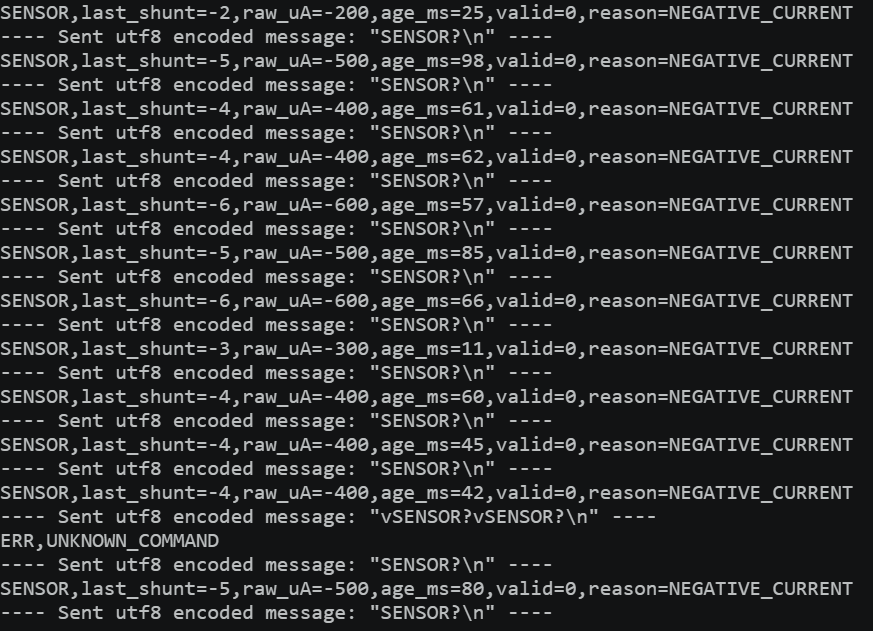 SENSOR,last_shunt=-2,raw_uA=-200,age_ms=25,valid=0,reason=NEGATIVE_CURRENT
---- Sent utf8 encoded message: "SENSOR?\n" ----
SENSOR,last_shunt=-5,raw_uA=-500,age_ms=98,valid=0,reason=NEGATIVE_CURRENT
---- Sent utf8 encoded message: "SENSOR?\n" ----
SENSOR,last_shunt=-4,raw_uA=-400,age_ms=61,valid=0,reason=NEGATIVE_CURRENT
---- Sent utf8 encoded message: "SENSOR?\n" ----
SENSOR,last_shunt=-4,raw_uA=-400,age_ms=62,valid=0,reason=NEGATIVE_CURRENT
---- Sent utf8 encoded message: "SENSOR?\n" ----
SENSOR,last_shunt=-6,raw_uA=-600,age_ms=57,valid=0,reason=NEGATIVE_CURRENT
---- Sent utf8 encoded message: "SENSOR?\n" ----
SENSOR,last_shunt=-5,raw_uA=-500,age_ms=85,valid=0,reason=NEGATIVE_CURRENT
---- Sent utf8 encoded message: "SENSOR?\n" ----
SENSOR,last_shunt=-6,raw_uA=-600,age_ms=66,valid=0,reason=NEGATIVE_CURRENT
---- Sent utf8 encoded message: "SENSOR?\n" ----
SENSOR,last_shunt=-3,raw_uA=-300,age_ms=11,valid=0,reason=NEGATIVE_CURRENT
---- Sent utf8 encoded message: "SENSOR?\n" ----
SENSOR,last_shunt=-4,raw_uA=-400,age_ms=60,valid=0,reason=NEGATIVE_CURRENT
---- Sent utf8 encoded message: "SENSOR?\n" ----
SENSOR,last_shunt=-4,raw_uA=-400,age_ms=45,valid=0,reason=NEGATIVE_CURRENT
---- Sent utf8 encoded message: "SENSOR?\n" ----
SENSOR,last_shunt=-4,raw_uA=-400,age_ms=42,valid=0,reason=NEGATIVE_CURRENT
---- Sent utf8 encoded message: "vSENSOR?vSENSOR?\n" ----
ERR,UNKNOWN_COMMAND
---- Sent utf8 encoded message: "SENSOR?\n" ----
SENSOR,last_shunt=-5,raw_uA=-500,age_ms=80,valid=0,reason=NEGATIVE_CURRENT
---- Sent utf8 encoded message: "SENSOR?\n" ----